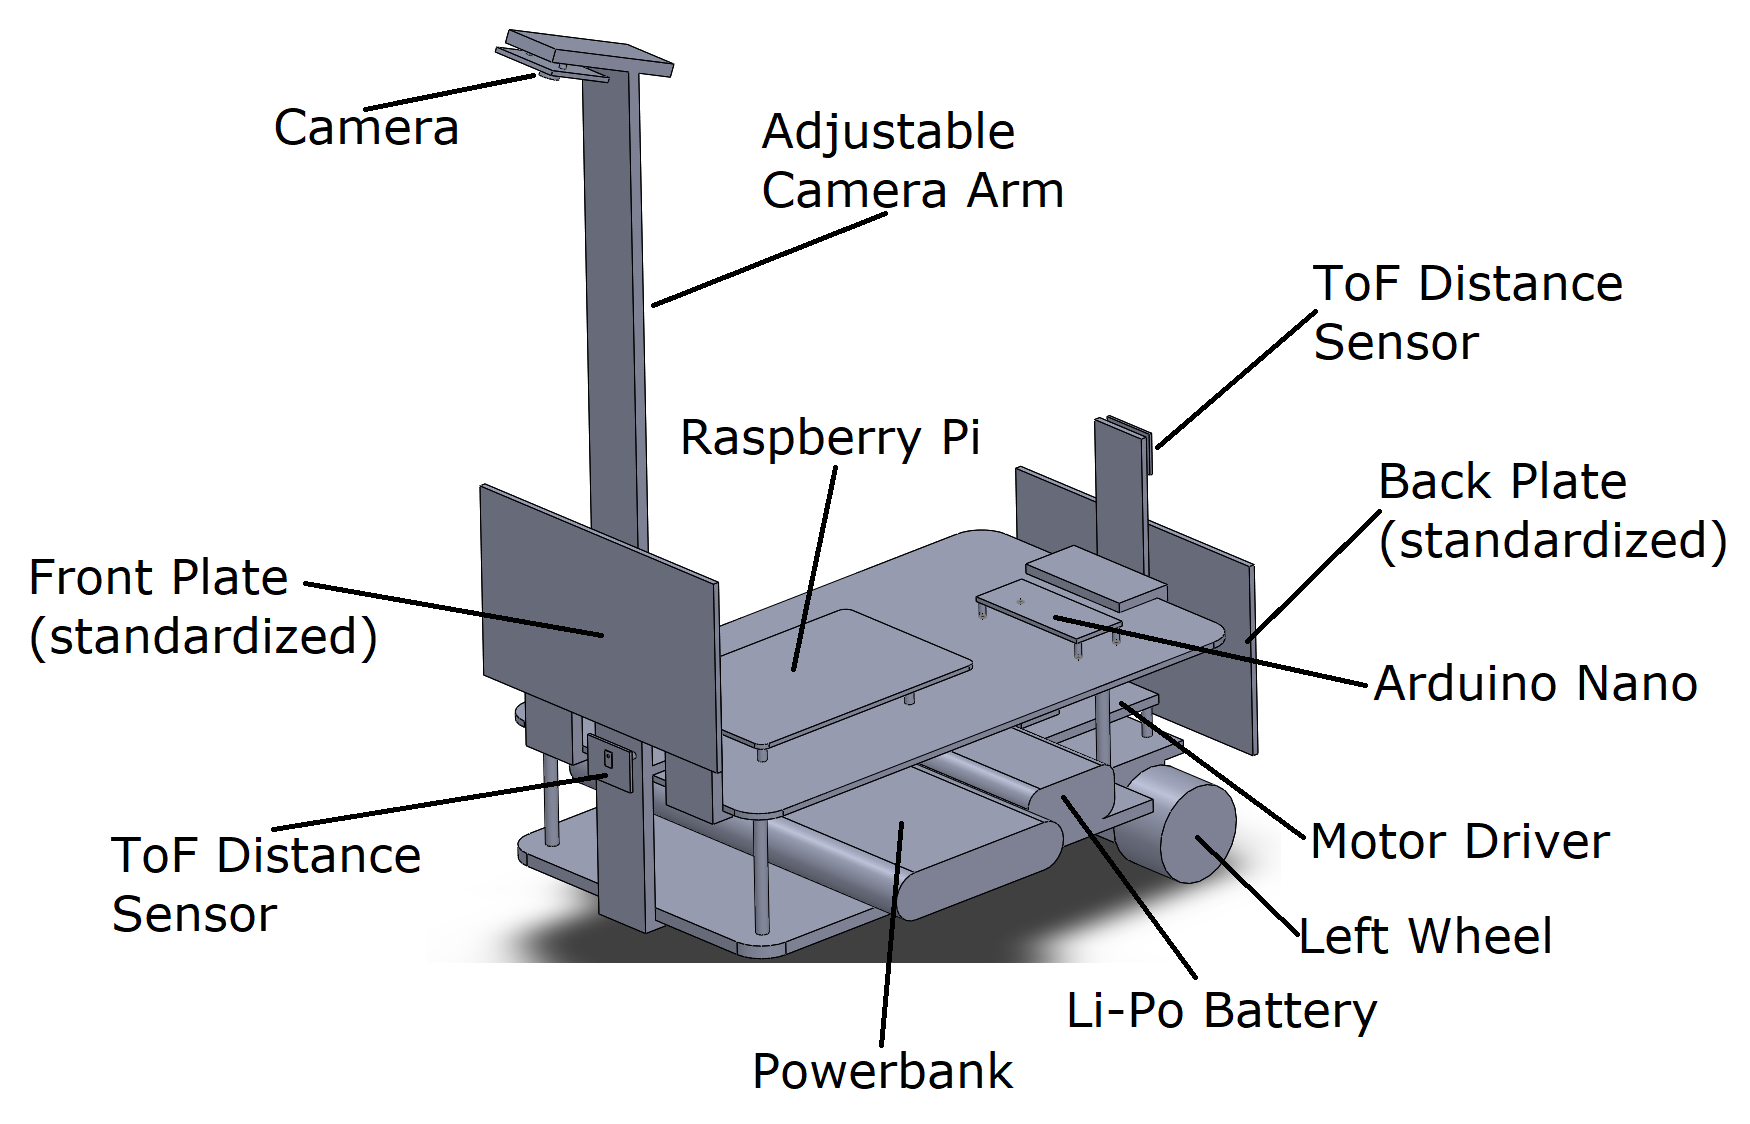 Camera
Adjustable
Camera Arm
ToF Distance
Sensor
Raspberry Pi
Back Plate
(standardized)
Front Plate
(standardized)
Arduino Nano
ToF Distance
Sensor
Motor Driver
Left Wheel
Li-Po Battery
Powerbank